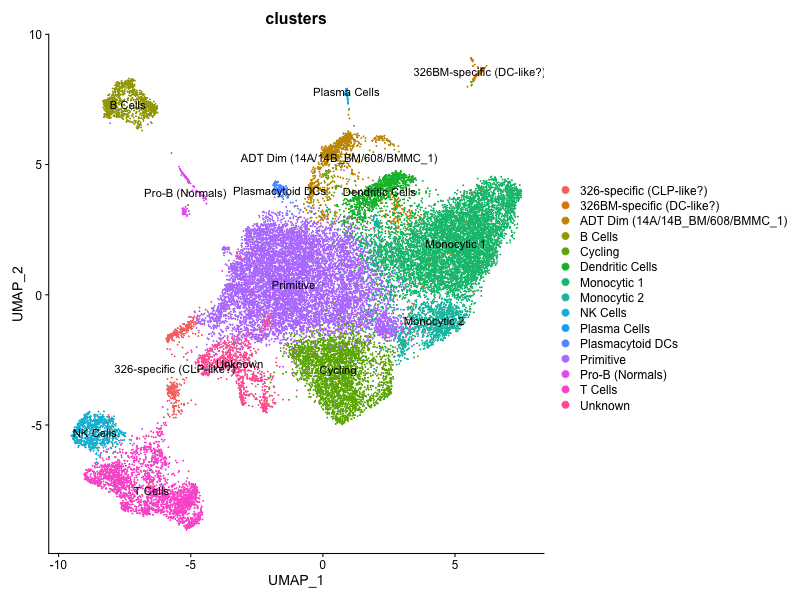 clusters
10
5
0
-5
-10
-5
0
5
UMAP_2
UMAP_1
326BM-specific (DC-like?)
Plasma Cells
B Cells
ADT Dim (14A/14B_BM/608/BMMC_1)
Pro-B (Normals)
Plasmacytoid DCs
Dendritic Cells
Monocytic 1
Primitive
Monocytic 2
326-specific (CLP-like?)
Unknown
Cycling
NK Cells
T Cells
326-specific (CLP-like?)
326BM-specific (DC-like?)
ADT Dim (14A/14B_BM/608/BMMC_1)
B Cells
Cycling
Dendritic Cells
Monocytic 1
Monocytic 2
NK Cells
Plasma Cells
Plasmacytoid DCs
Primitive
Pro-B (Normals)
T Cells
Unknown